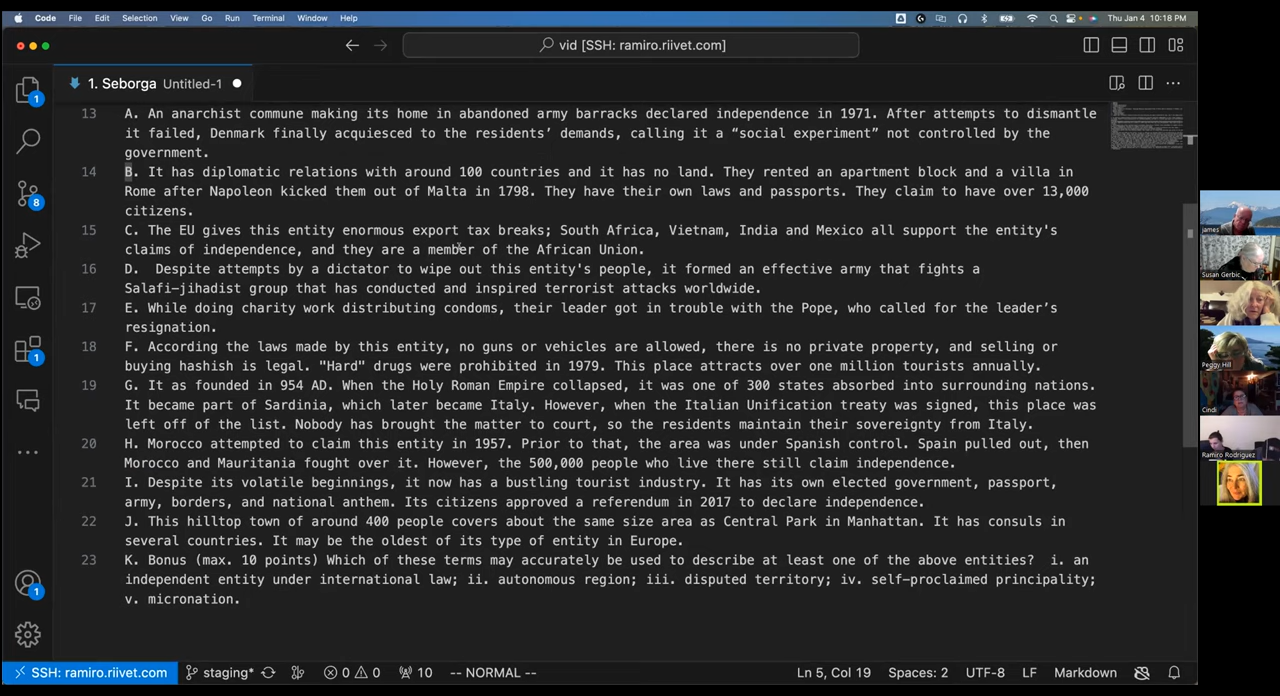 Code File Edit Selection View Go Run Terminal Window Help Thu Jan 4 10:18 PM
vid [SSH: ramiro.riivet.com]
1. Seborga Untitled-1
13 A. An anarchist commune making its home in abandoned army barracks declared independence in 1971. After attempts to dismantle
it failed, Denmark finally acquiesced to the residents’ demands, calling it a “social experiment” not controlled by the
government.
14 B. It has diplomatic relations with around 100 countries and it has no land. They rented an apartment block and a villa in
Rome after Napoleon kicked them out of Malta in 1798. They have their own laws and passports. They claim to have over 13,000
citizens.
15 C. The EU gives this entity enormous export tax breaks; South Africa, Vietnam, India and Mexico all support the entity's
claims of independence, and they are a member of the African Union.
16 D. Despite attempts by a dictator to wipe out this entity's people, it formed an effective army that fights a
Salafi-jihadist group that has conducted and inspired terrorist attacks worldwide.
17 E. While doing charity work distributing condoms, their leader got in trouble with the Pope, who called for the leader’s
resignation.
18 F. According the laws made by this entity, no guns or vehicles are allowed, there is no private property, and selling or
buying hashish is legal. "Hard" drugs were prohibited in 1979. This place attracts over one million tourists annually.
19 G. It as founded in 954 AD. When the Holy Roman Empire collapsed, it was one of 300 states absorbed into surrounding nations.
It became part of Sardinia, which later became Italy. However, when the Italian Unification treaty was signed, this place was
left off of the list. Nobody has brought the matter to court, so the residents maintain their sovereignty from Italy.
20 H. Morocco attempted to claim this entity in 1957. Prior to that, the area was under Spanish control. Spain pulled out, then
Morocco and Mauritania fought over it. However, the 500,000 people who live there still claim independence.
21 I. Despite its volatile beginnings, it now has a bustling tourist industry. It has its own elected government, passport,
army, borders, and national anthem. Its citizens approved a referendum in 2017 to declare independence.
22 J. This hilltop town of around 400 people covers about the same size area as Central Park in Manhattan. It has consuls in
several countries. It may be the oldest of its type of entity in Europe.
23 K. Bonus (max. 10 points) Which of these terms may accurately be used to describe at least one of the above entities? i. an
independent entity under international law; ii. autonomous region; iii. disputed territory; iv. self-proclaimed principality;
v. micronation.
1
8
1
1
james
Susan Gerbic
Peggy Hill
Cindi
Ramiro Rodriguez
SSH: ramiro.riivet.com staging* 0 0 10 -- NORMAL -- Ln 5, Col 19 Spaces: 2 UTF-8 LF Markdown